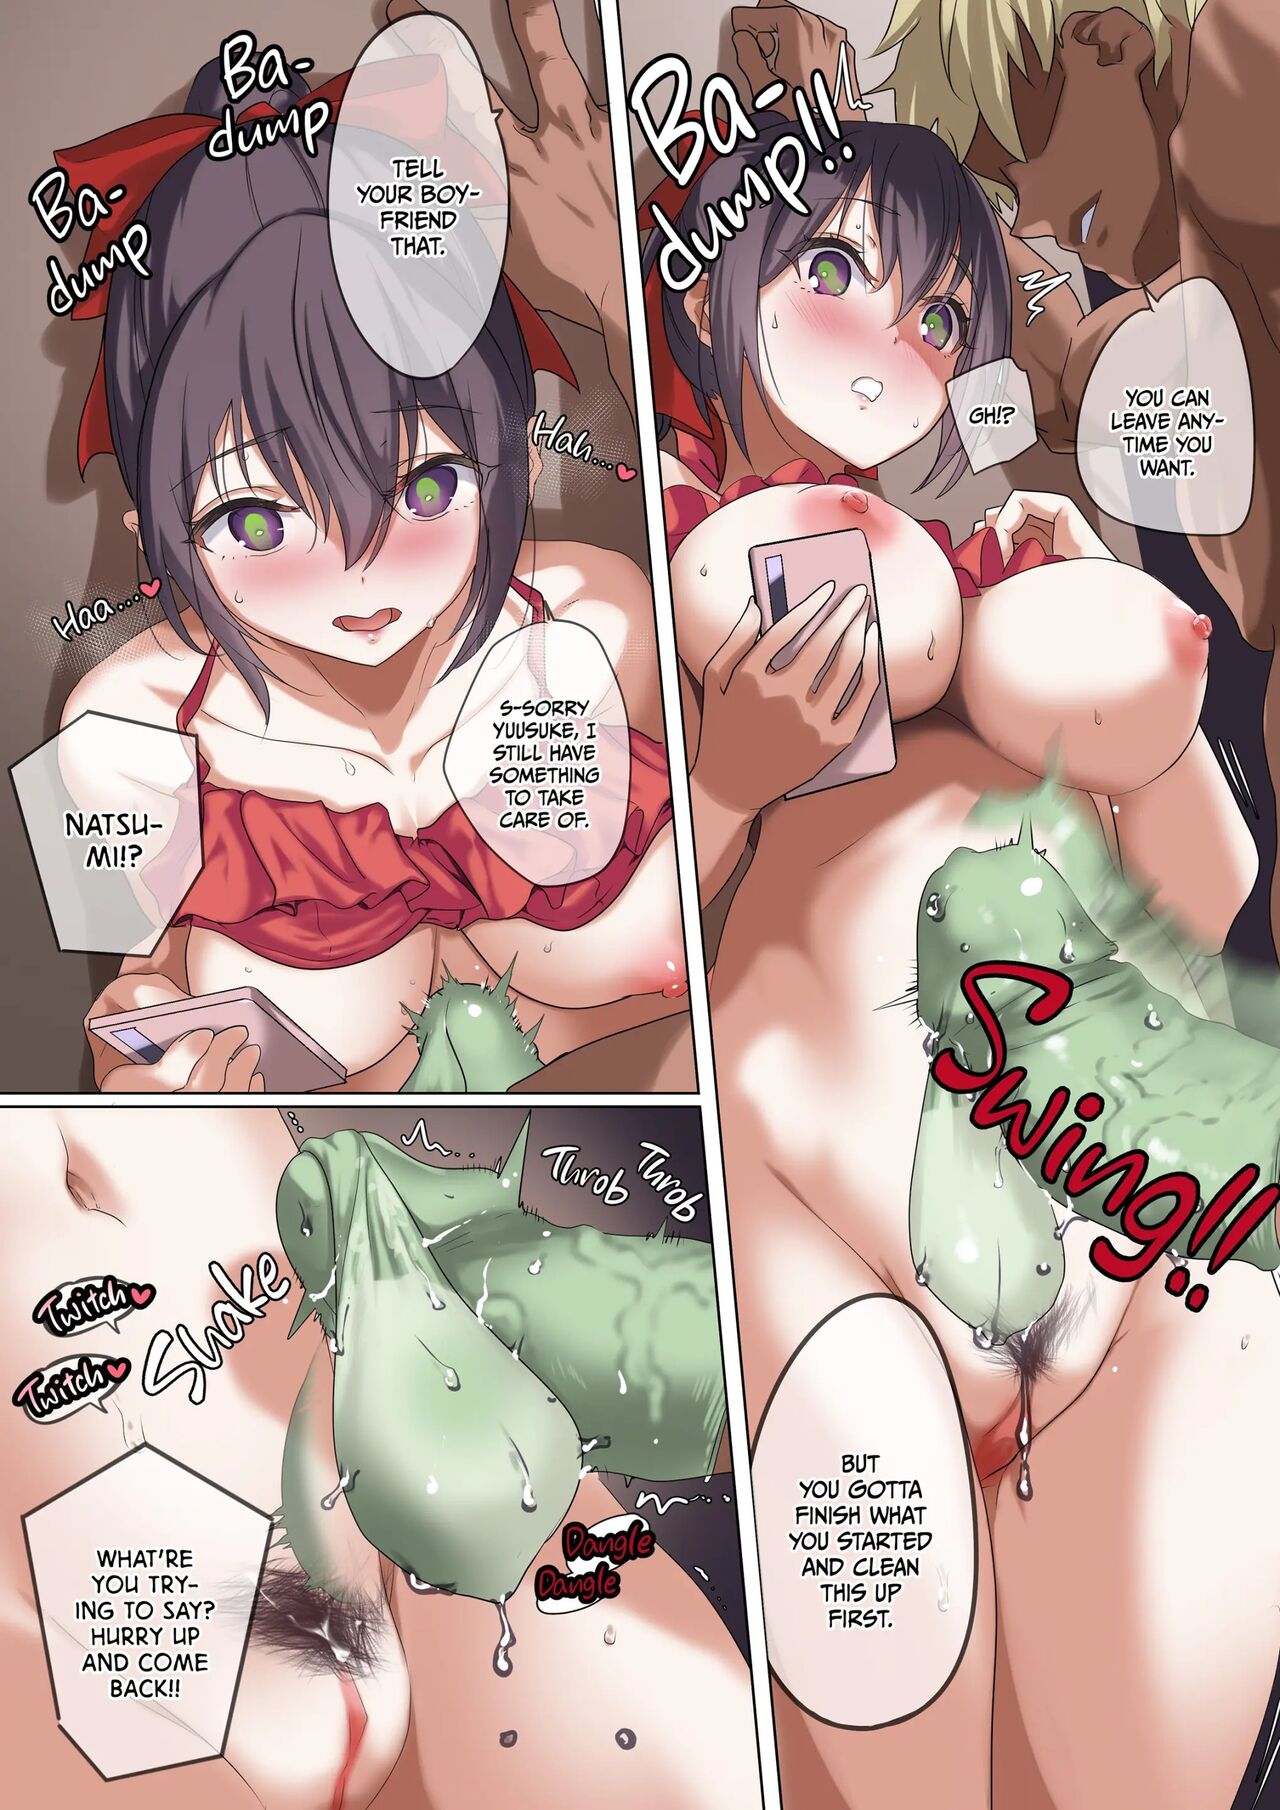 BA-
DUMP!!
YOU CAN
LEAVE ANY-
TIME YOU
WANT.
GH!?
Swing!!
BUT
YOU GOTTA
FINISH WHAT
YOU STARTED
AND CLEAN
THIS UP
FIRST.
TELL
YOUR BOY-
FRIEND
THAT.
Ba-
dump
Ba-
dump
Hah....♥
Haa....♥
S-SORRY
YUUSUKE, I
STILL HAVE
SOMETHING
TO TAKE
CARE OF.
NATSU-
MI!?
Throb
Throb
Shake
Twitch♥
Twitch♥
Dangle
Dangle
WHAT'RE
YOU TRY-
ING TO SAY?
HURRY UP
AND COME
BACK!!